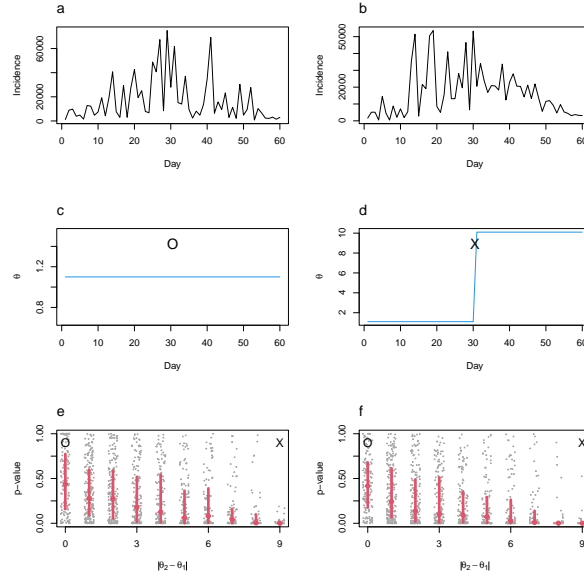 a
b
Incidence
0 20000 60000
0 10 20 30 40 50 60
Day
Incidence
0 20000 50000
0 10 20 30 40 50 60
Day
c
d
θ
0.8 1.2
O
0 10 20 30 40 50 60
Day
θ
2 4 6 8 10
X
0 10 20 30 40 50 60
Day
e
f
p-value
0.00 0.50 1.00
O
X
0 3 6 9
|θ2 − θ1|
p-value
0.00 0.50 1.00
O
X
0 3 6 9
|θ2 − θ1|